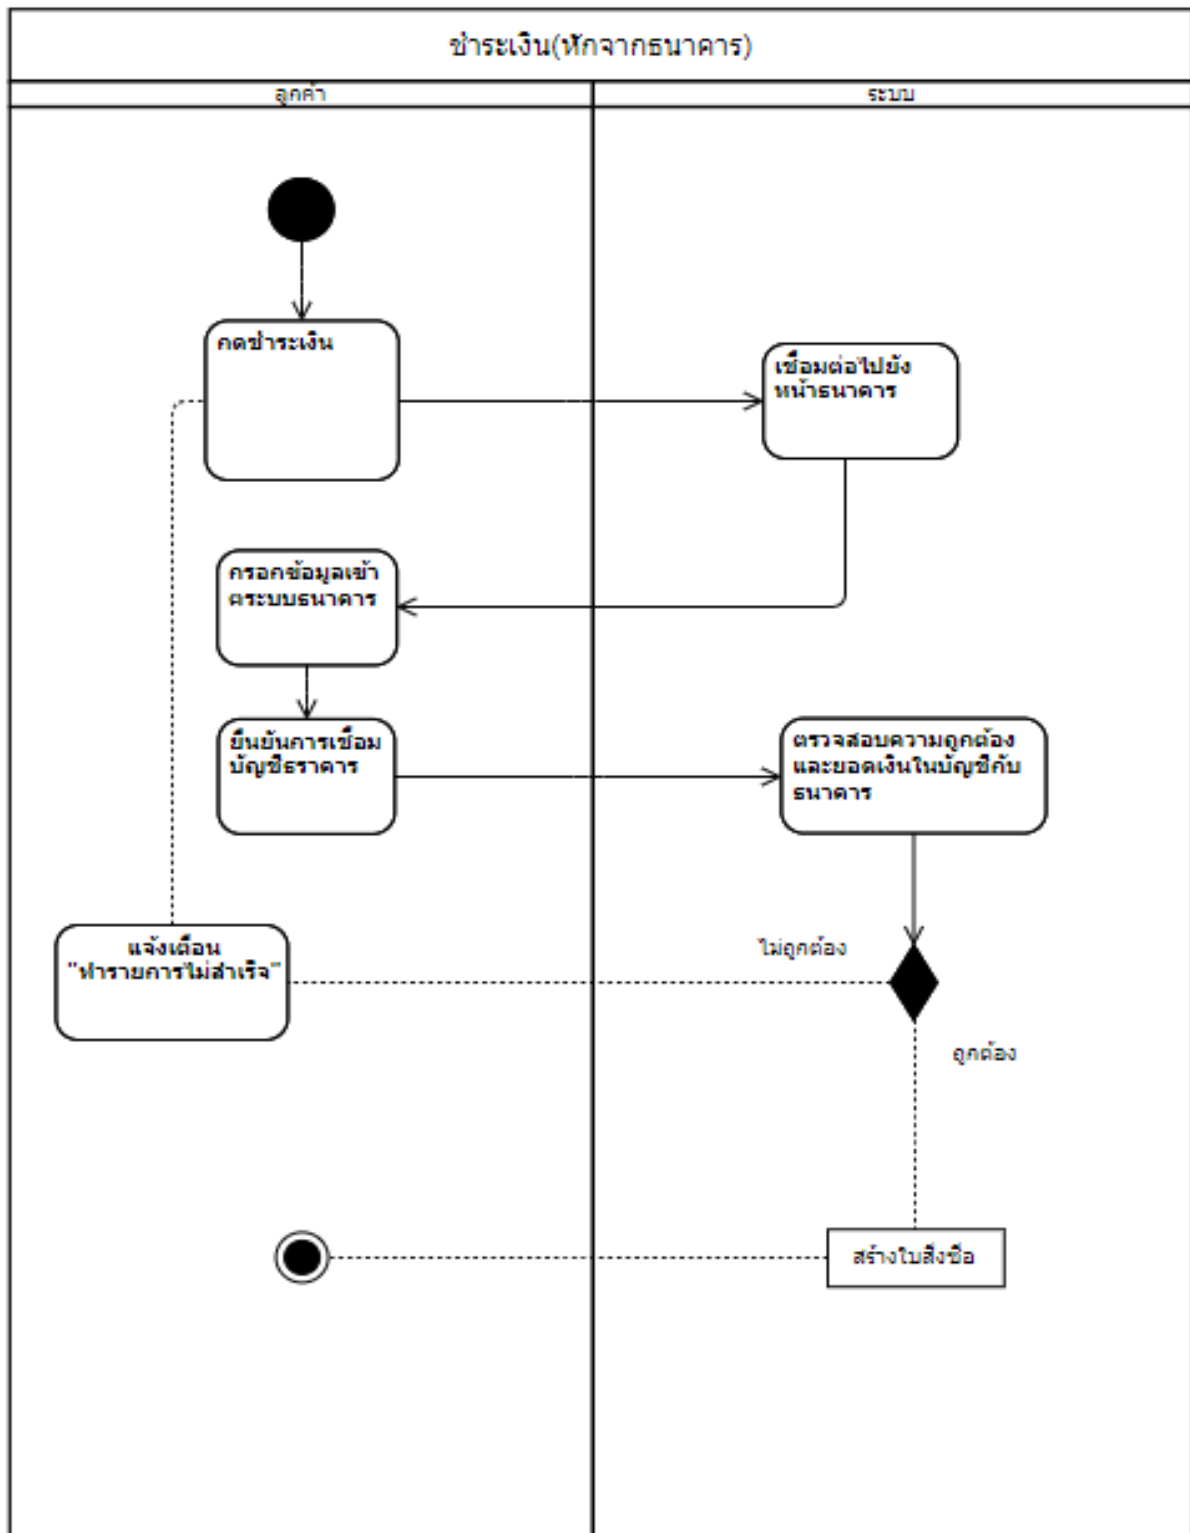 ชำระเงิน(หักจากธนาคาร)
ลูกค้า
ระบบ
กดชำระเงิน
เชื่อมต่อไปยัง
หน้าธนาคาร
กรอกข้อมูลเข้า
ตระบบธนาคาร
ยืนยันการเชื่อม
บัญชีธราคาร
ตรวจสอบความถูกต้อง
และยอดเงินในบัญชีกับ
ธนาคาร
แจ้งเตือน
"ทำรายการไม่สำเร็จ"
ไม่ถูกต้อง
ถูกต้อง
สร้างใบสั่งซื้อ